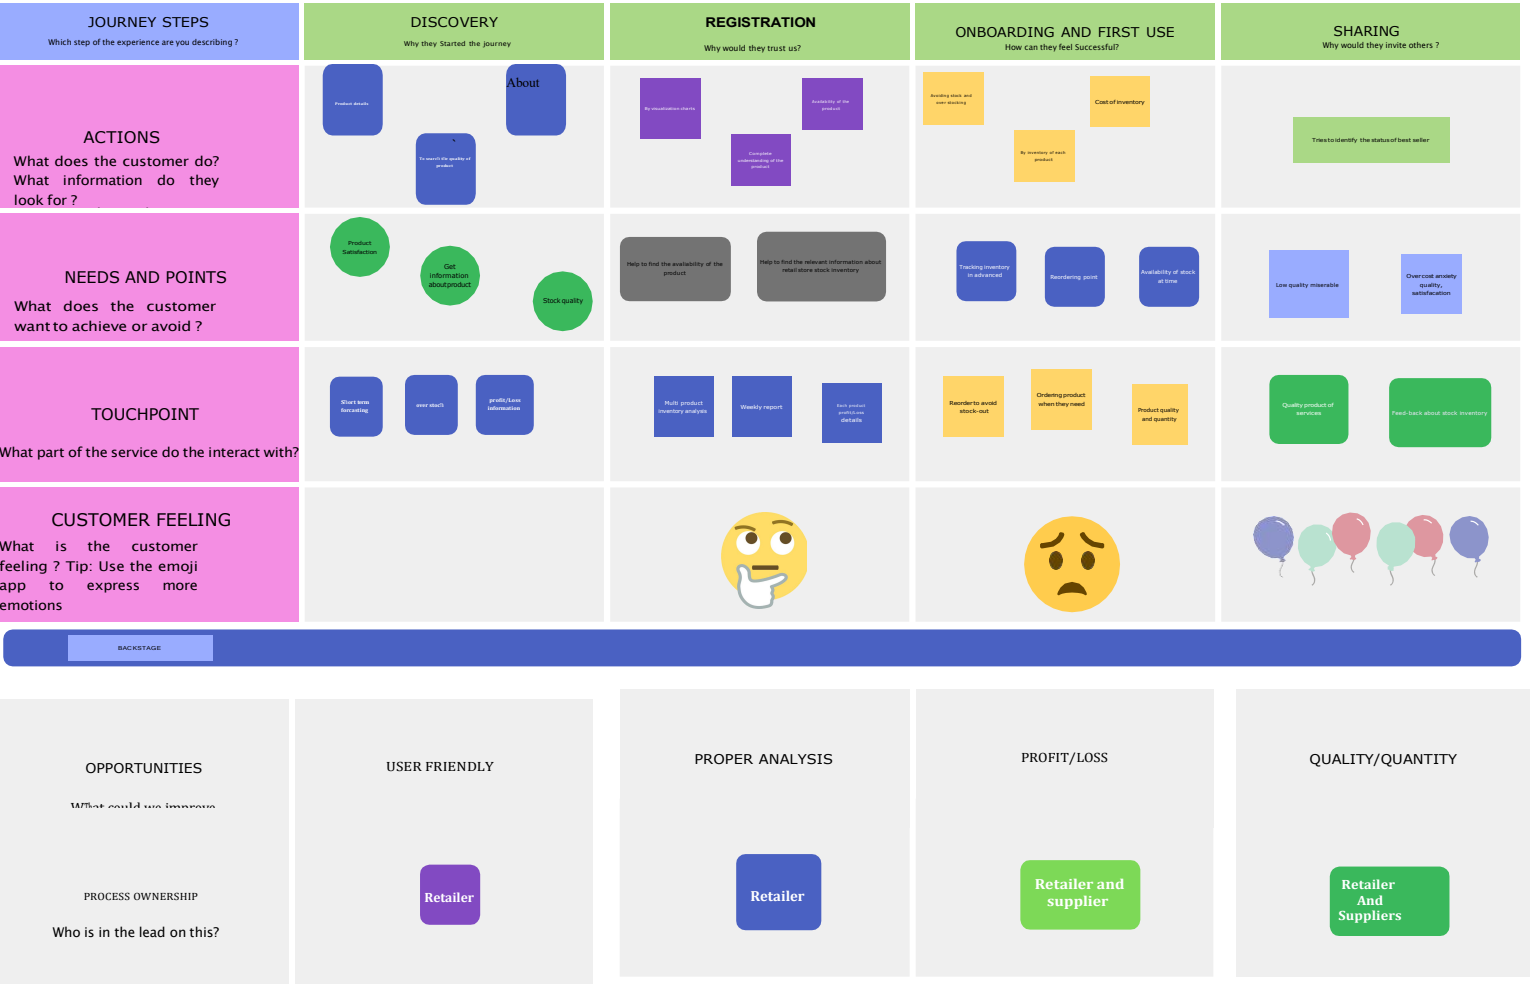 JOURNEY STEPS
Which step of the experience are you describing ?
DISCOVERY
Why they Started the journey
REGISTRATION
Why would they trust us?
ONBOARDING AND FIRST USE
How can they feel Successful?
SHARING
Why would they invite others ?
ACTIONS
What does the customer do?
What information do they
look for ?
Product details
About
To search the quality of
product
By visualisation charts
Availability of the
product
Complete
understanding of the
product
Avoiding stock and
over-stocking
Cost of inventory
By inventory of each
product
Tries to identify the status of best seller
NEEDS AND POINTS
What does the customer
want to achieve or avoid ?
Product
Satisfaction
Get
information
about product
Stock quality
Help to find the availability of the
product
Help to find the relevant information about
retail store stock inventory
Tracking inventory
in advanced
Reordering point
Availability of stock
at time
Low quality miserable
Over cost anxiety
quality,
satisfacation
TOUCHPOINT
What part of the service do the interact with?
Short term
forcasting
over stock
profit/Loss
information
Multi product
inventory analysis
Weekly report
Each product
profit/Loss
details
Reorder to avoid
stock-out
Ordering product
when they need
Product quality
and quantity
Quality product of
services
Feed-back about stock inventory
CUSTOMER FEELING
What is the customer
feeling ? Tip: Use the emoji
app to express more
emotions
BACKSTAGE
OPPORTUNITIES
What could we improve
USER FRIENDLY
PROPER ANALYSIS
PROFIT/LOSS
QUALITY/QUANTITY
PROCESS OWNERSHIP
Who is in the lead on this?
Retailer
Retailer
Retailer and
supplier
Retailer
And
Suppliers